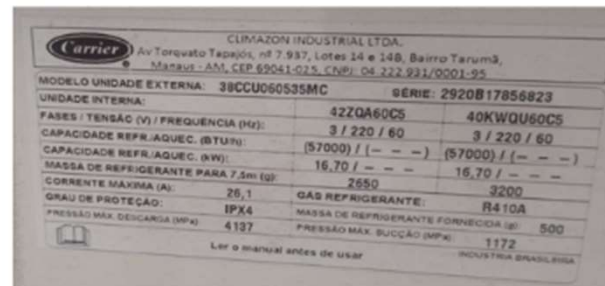 Carrier
CLIMAZON INDUSTRIAL LTDA.
Av Torquato Tapajós, nº 7.937, Lotes 14 e 14B, Bairro Tarumã,
Manaus - AM, CEP 69041-025, CNPJ: 04.222.931/0001-95
MODELO UNIDADE EXTERNA: 38CCU060535MC SÉRIE: 2920B17856823
UNIDADE INTERNA: 42ZQA60C5 40KWQU60C5
FASES / TENSÃO (V) / FREQUÊNCIA (Hz): 3 / 220 / 60 3 / 220 / 60
CAPACIDADE REFR./AQUEC. (BTU/h): (57000) / (- - -) (57000) / (- - -)
CAPACIDADE REFR./AQUEC. (kW): 16,70 / - - - 16,70 / - - -
MASSA DE REFRIGERANTE PARA 7,5m (g): 2650 3200
CORRENTE MÁXIMA (A): 26,1 GÁS REFRIGERANTE: R410A
GRAU DE PROTEÇÃO: IPX4 MASSA DE REFRIGERANTE FORNECIDA (g): 500
PRESSÃO MÁX. DESCARGA (MPa): 4137 PRESSÃO MÁX. SUCÇÃO (MPa): 1172
Ler o manual antes de usar INDÚSTRIA BRASILEIRA